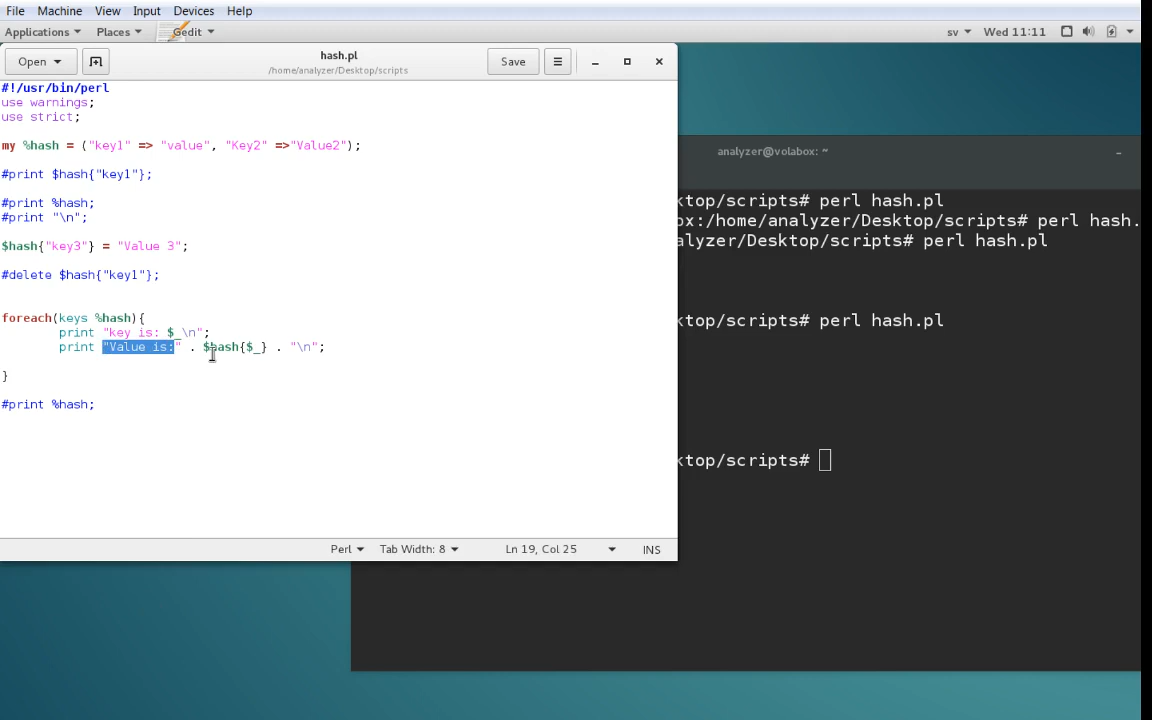 File Machine View Input Devices Help
Applications Places Gedit sv Wed 11:11
Open hash.pl Save
/home/analyzer/Desktop/scripts
#!/usr/bin/perl
use warnings;
use strict;
my %hash = ("key1" => "value", "Key2" =>"Value2");
#print $hash{"key1"};
#print %hash;
#print "\n";
$hash{"key3"} = "Value 3";
#delete $hash{"key1"};
foreach(keys %hash){
print "key is: $_\n";
print "Value is:" . $hash{$_} . "\n";
}
#print %hash;
Perl Tab Width: 8 Ln 19, Col 25 INS
analyzer@volabox: ~
ktop/scripts# perl hash.pl
ox:/home/analyzer/Desktop/scripts# perl hash.
alyzer/Desktop/scripts# perl hash.pl
ktop/scripts# perl hash.pl
ktop/scripts#